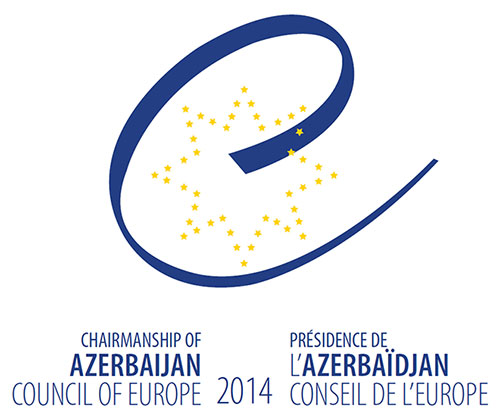 CHAIRMANSHIP OF
AZERBAIJAN
COUNCIL OF EUROPE
2014
PRÉSIDENCE DE
L'AZERBAÏDJAN
CONSEIL DE L'EUROPE